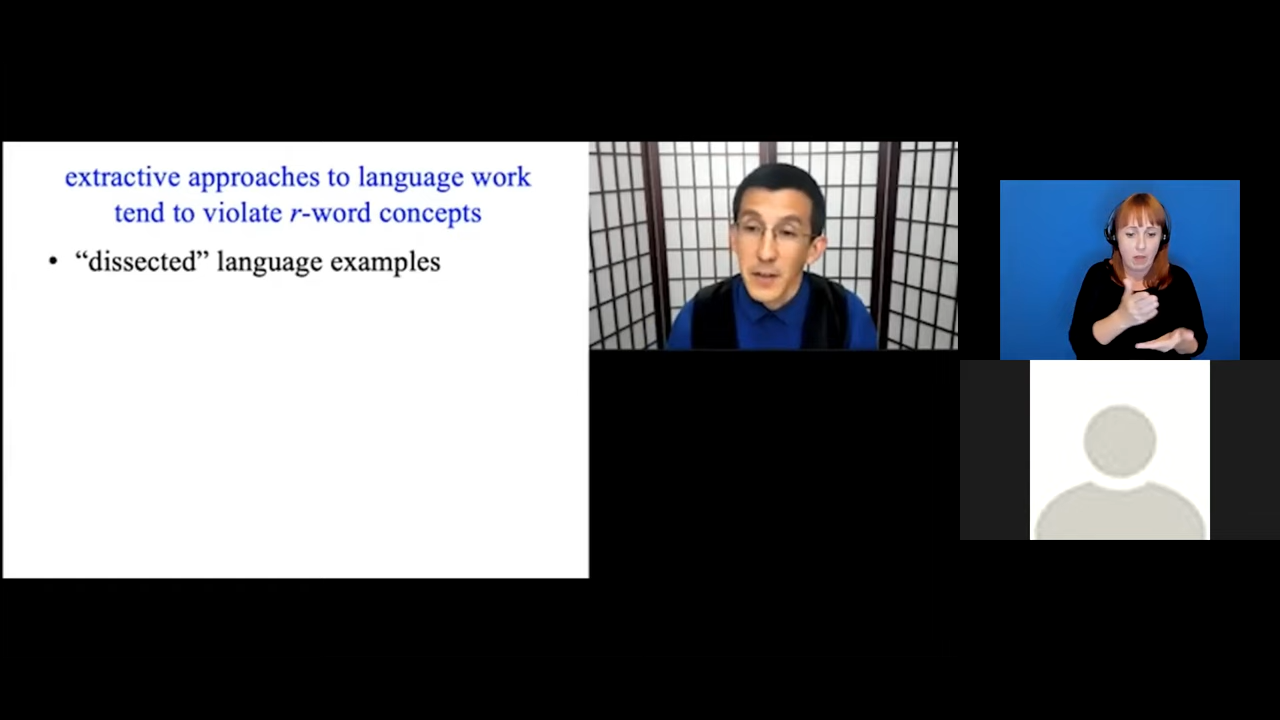 extractive approaches to language work
tend to violate r-word concepts
• “dissected” language examples